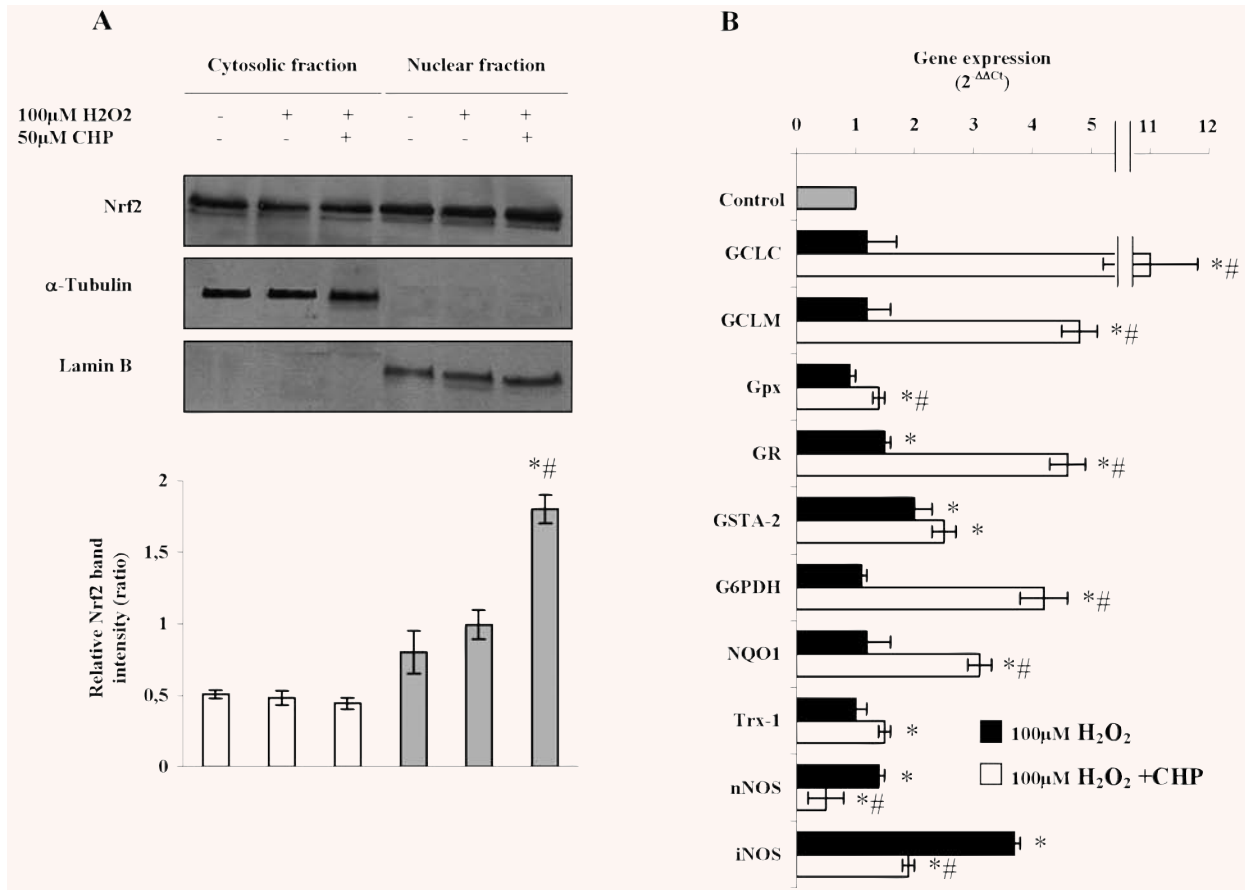 A
Cytosolic fraction Nuclear fraction
100µM H2O2 - + + - + +
50µM CHP - - + - - +
Nrf2
α-Tubulin
Lamin B
*#
2
1,5
1
0,5
0
Relative Nrf2 band
intensity (ratio)
B
Gene expression
(2 ΔΔCt)
0 1 2 3 4 5 11 12
Control
GCLC *#
GCLM *#
Gpx *#
GR *
*#
GSTA-2 *
*
G6PDH *#
NQO1 *#
Trx-1 *
nNOS *
*#
iNOS *
*#
100µM H₂O₂
100µM H₂O₂ +CHP